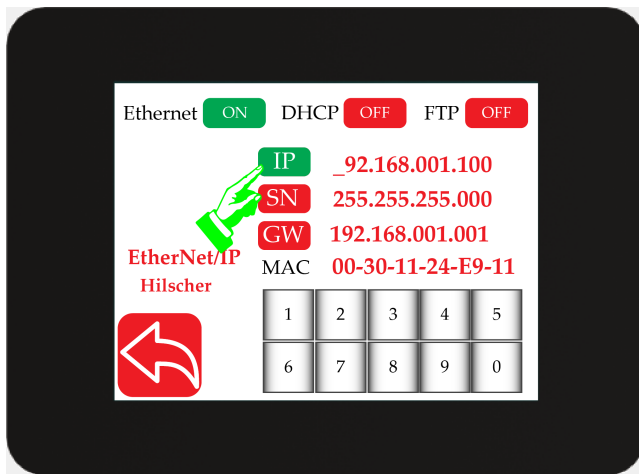 Ethernet ON DHCP OFF FTP OFF
IP _92.168.001.100
SN 255.255.255.000
GW 192.168.001.001
EtherNet/IP
MAC 00-30-11-24-E9-11
Hilscher
1 2 3 4 5
6 7 8 9 0